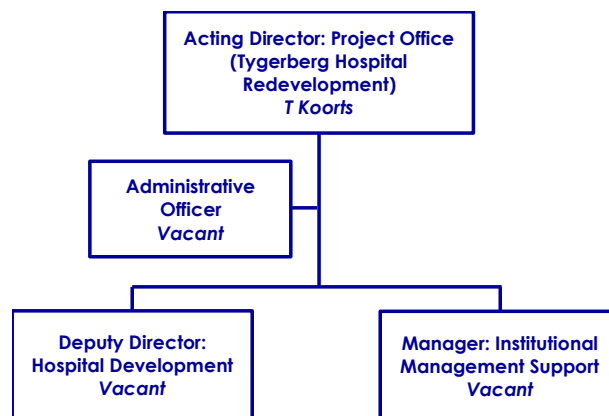 Acting Director: Project Office
(Tygerberg Hospital
Redevelopment)
T Koorts
Administrative
Officer
Vacant
Deputy Director:
Hospital Development
Vacant
Manager: Institutional
Management Support
Vacant